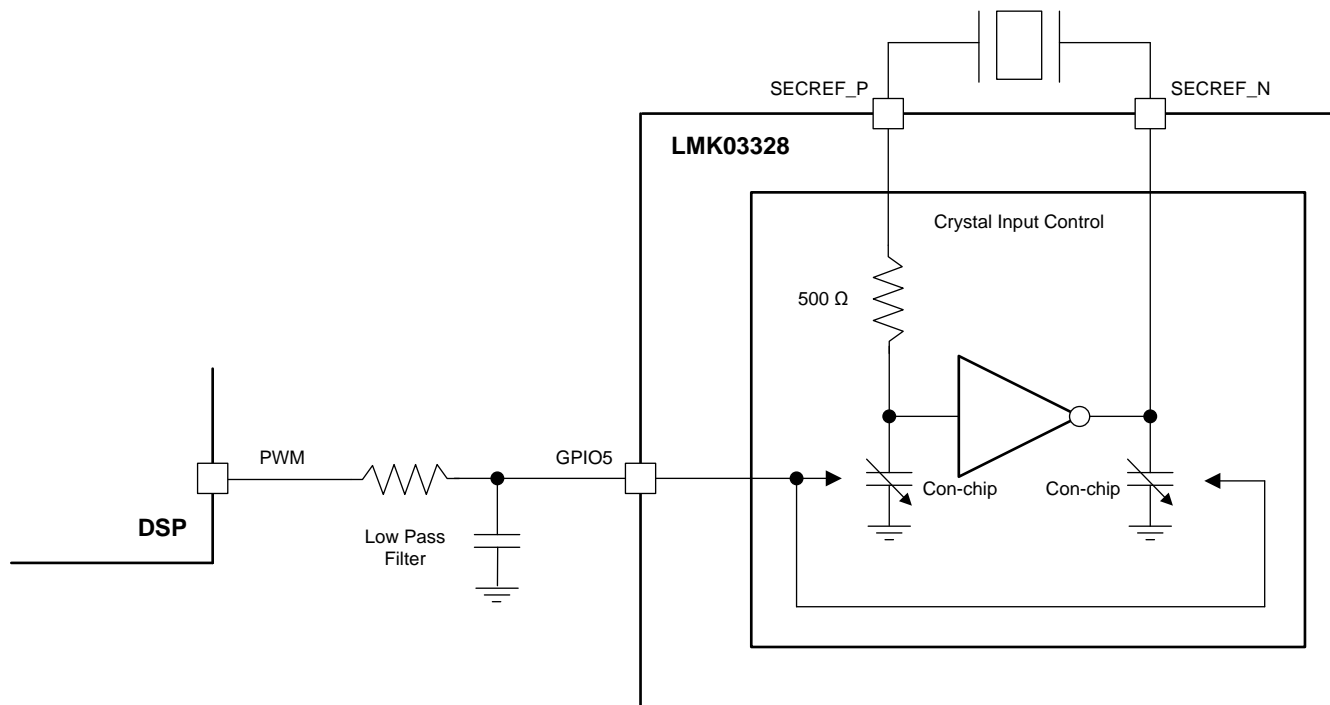 SECREF_P
SECREF_N
LMK03328
Crystal Input Control
500 Ω
PWM
GPIO5
Con-chip
Con-chip
DSP
Low Pass
Filter